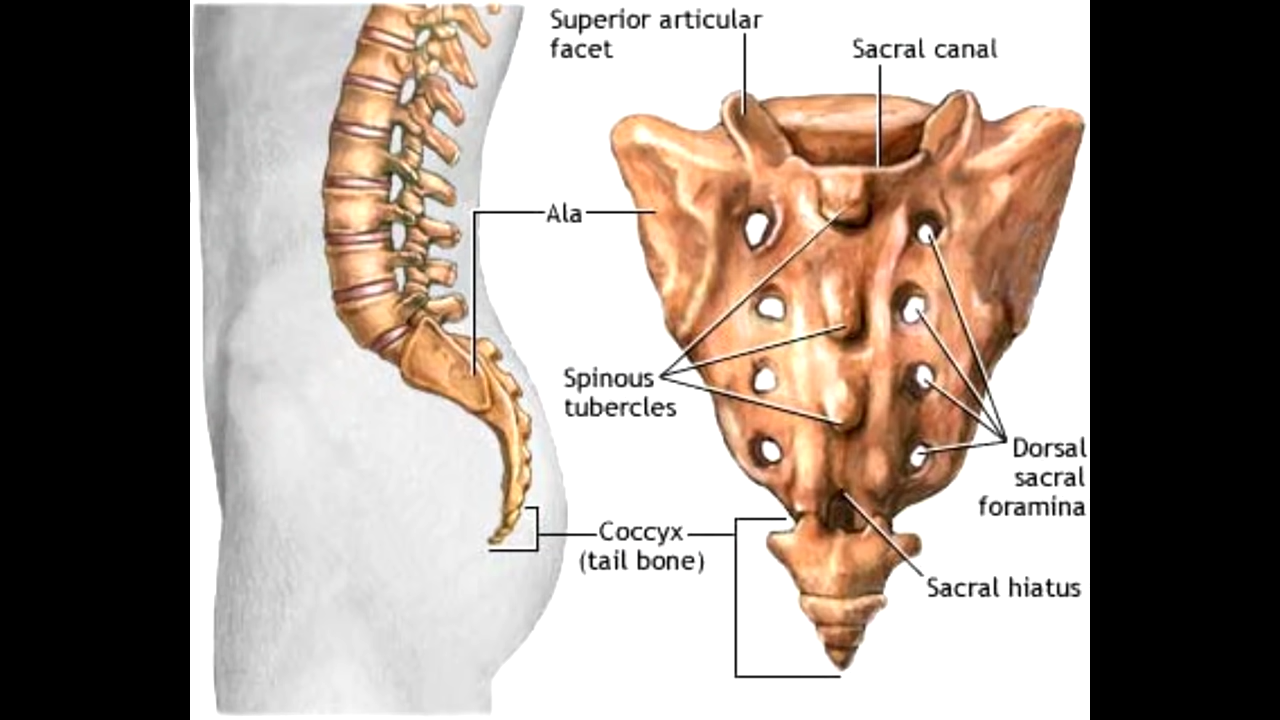 Superior articular
facet
Sacral canal
Ala
Spinous
tubercles
Dorsal
sacral
foramina
Coccyx
(tail bone)
Sacral hiatus